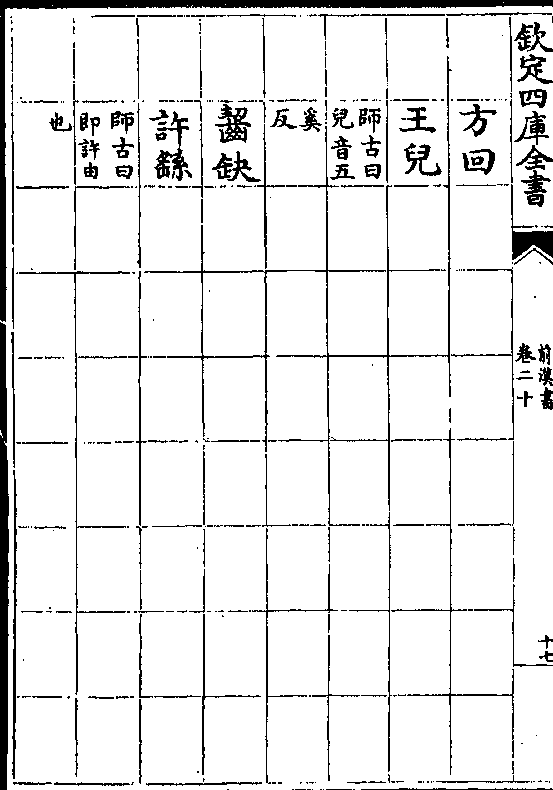 欽定四庫全書
前漢書
卷二十
十七
方回
王兒
師古曰
兒音五
奚
反
齧缺
許繇
師古曰
即許由
也